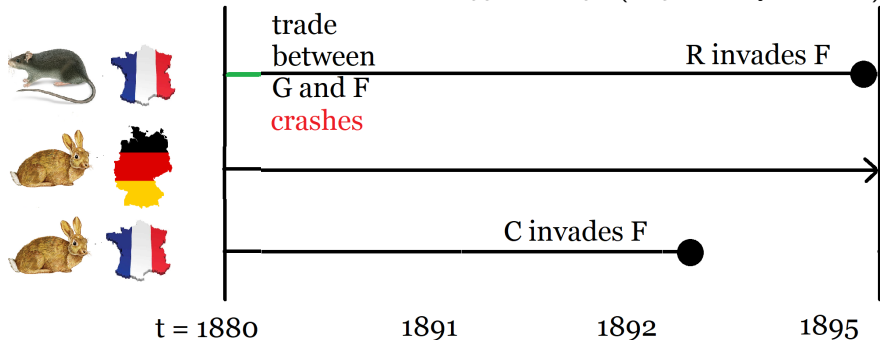 trade
between
G and F
crashes
R invades F
C invades F
t = 1880 1891 1892 1895